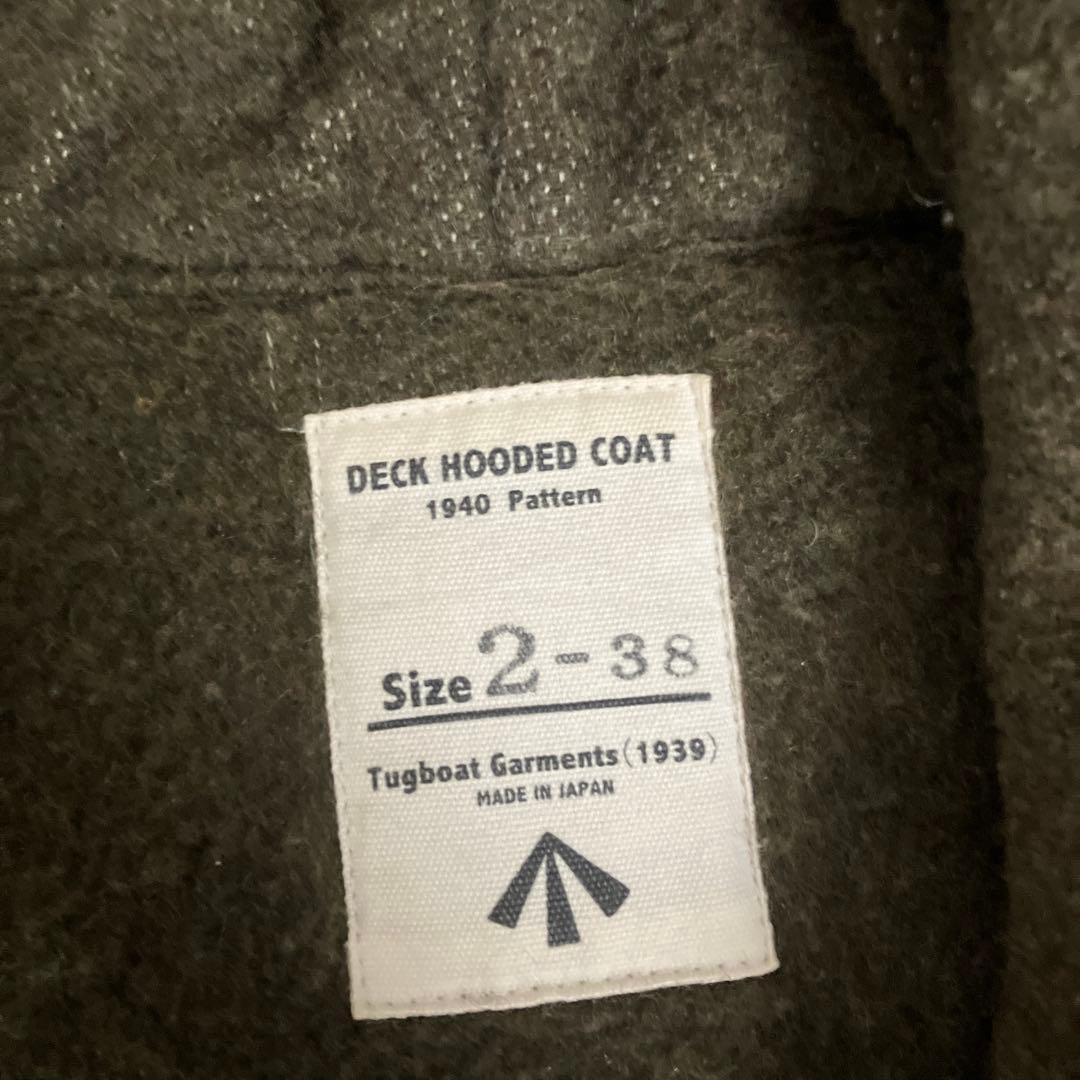 DECK HOODED COAT
1940 Pattern
Size 2-38
Tugboat Garments(1939)
MADE IN JAPAN